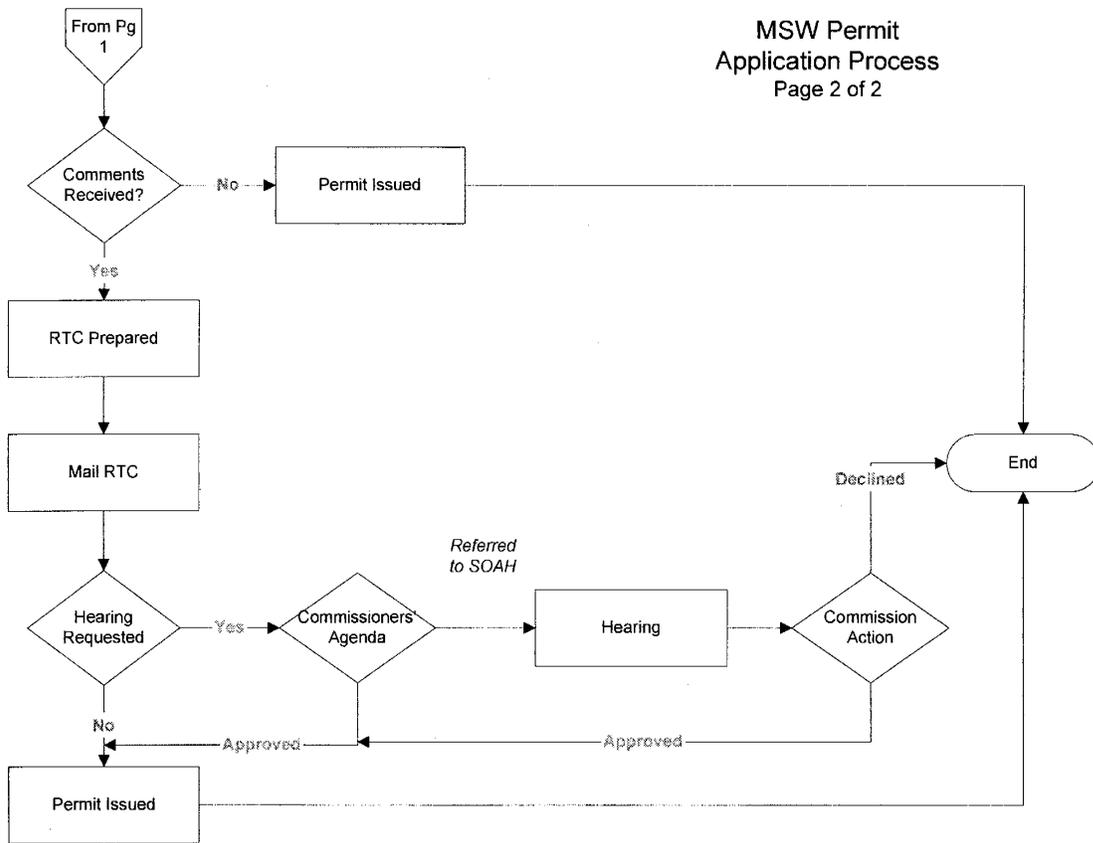 From Pg
1
MSW Permit
Application Process
Page 2 of 2
Comments
Received?
No
Permit Issued
Yes
RTC Prepared
Mail RTC
End
Declined
Referred
to SOAH
Hearing
Requested
Yes
Commissioners'
Agenda
Hearing
Commission
Action
No
Approved
Approved
Permit Issued